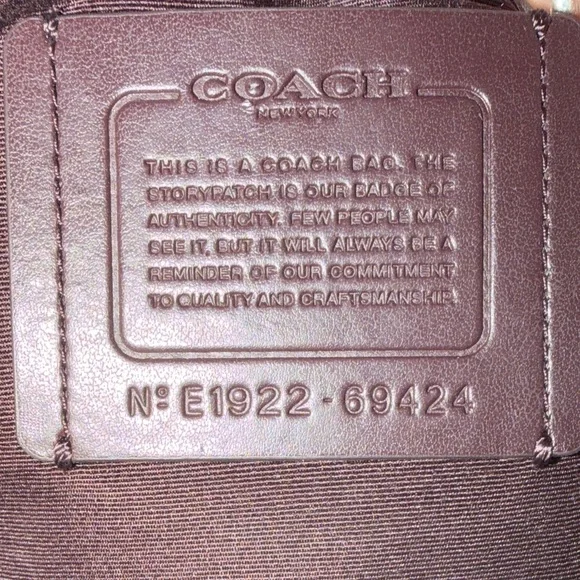 COACH
NEW YORK
THIS IS A COACH BAG. THE
STORYPATCH IS OUR BADGE OF
AUTHENTICITY. FEW PEOPLE MAY
SEE IT, BUT IT WILL ALWAYS BE A
REMINDER OF OUR COMMITMENT
TO QUALITY AND CRAFTSMANSHIP.
Nº E1922-69424